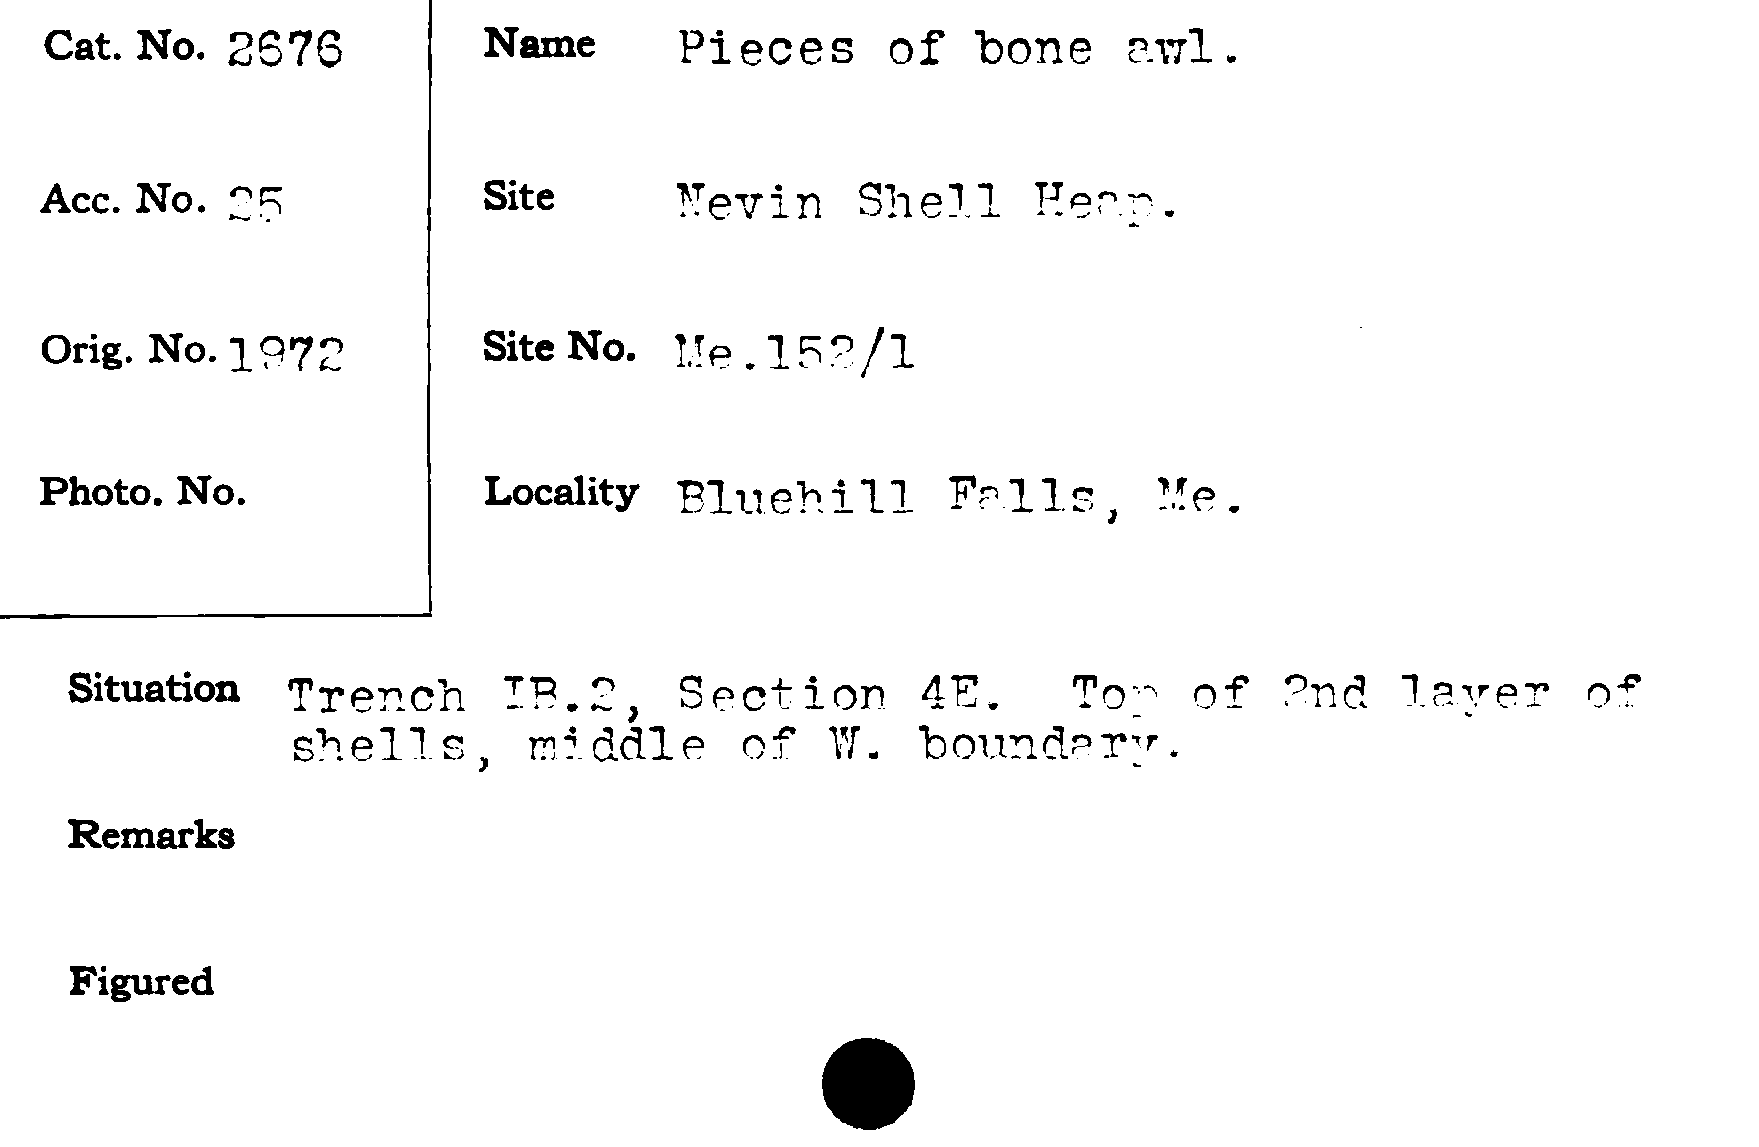 Cat. No. 2676
Name Pieces of bone awl.
Acc. No. 25
Site Nevin Shell Heap.
Orig. No. 1972
Site No. Me.152/1
Photo. No.
Locality Bluehill Falls, Me.
Situation Trench IB.2, Section 4E. Top of 2nd layer of
shells, middle of W. boundary.
Remarks
Figured